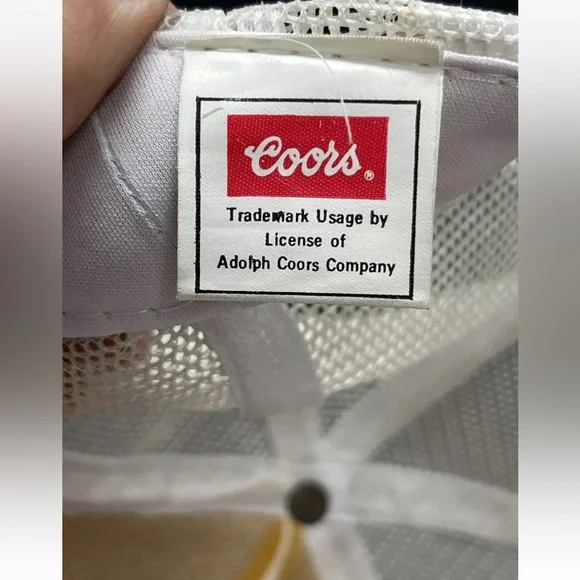 Coors®
Trademark Usage by
License of
Adolph Coors Company